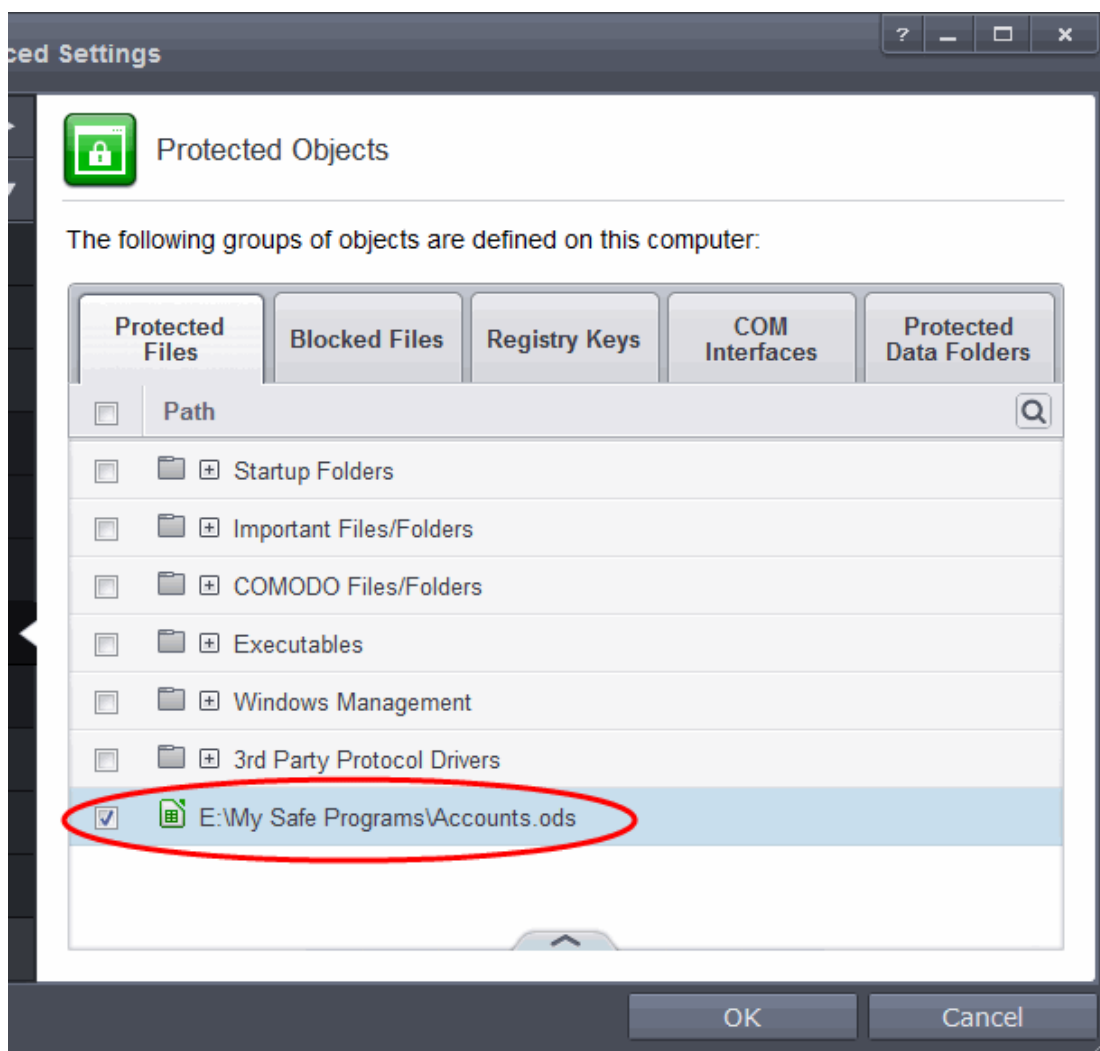 ced Settings
?
Protected Objects
The following groups of objects are defined on this computer:
Protected
Files
Blocked Files
Registry Keys
COM
Interfaces
Protected
Data Folders
Path
Startup Folders
Important Files/Folders
COMODO Files/Folders
Executables
Windows Management
3rd Party Protocol Drivers
E:\My Safe Programs\Accounts.ods
OK
Cancel